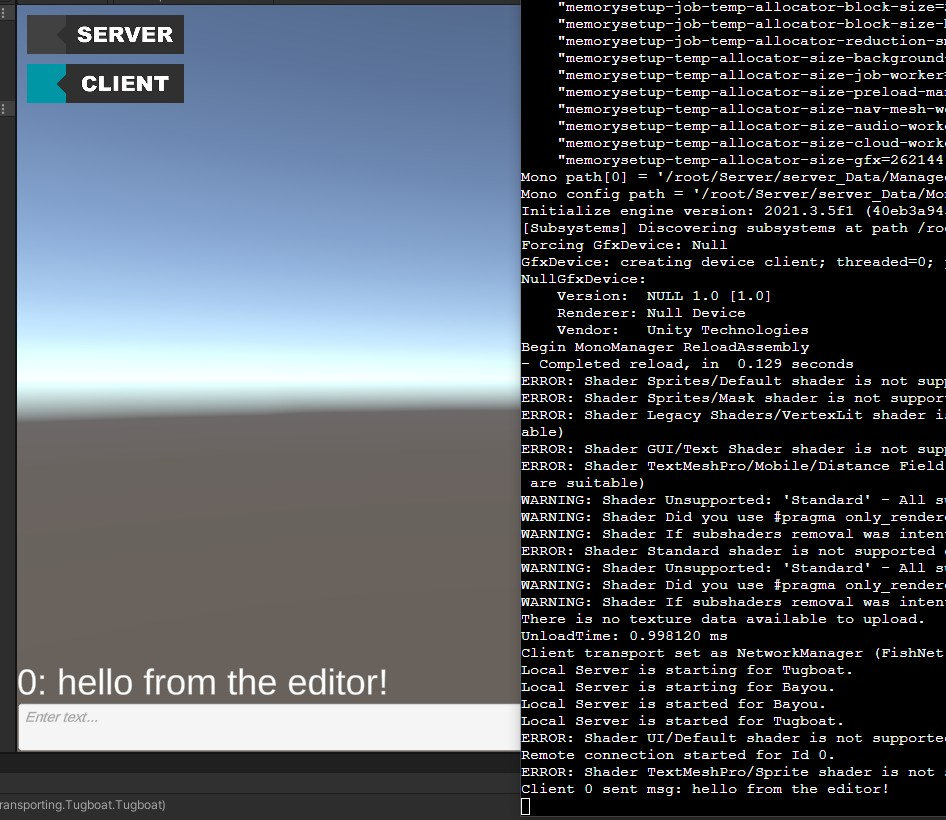 SERVER
CLIENT
0: hello from the editor!
Enter text...
ransporting.Tugboat.Tugboat)
"memorysetup-job-temp-allocator-block-size=
"memorysetup-job-temp-allocator-block-size-
"memorysetup-job-temp-allocator-reduction-s
"memorysetup-temp-allocator-size-background-
"memorysetup-temp-allocator-size-job-worker
"memorysetup-temp-allocator-size-preload-ma
"memorysetup-temp-allocator-size-nav-mesh-w
"memorysetup-temp-allocator-size-audio-work
"memorysetup-temp-allocator-size-cloud-work
"memorysetup-temp-allocator-size-gfx=262144
Mono path[0] = '/root/Server/server_Data/Manage
Mono config path = '/root/Server/server_Data/Mo
Initialize engine version: 2021.3.5f1 (40eb3a94
[Subsystems] Discovering subsystems at path /ro
Forcing GfxDevice: Null
GfxDevice: creating device client; threaded=0;
NullGfxDevice:
Version: NULL 1.0 [1.0]
Renderer: Null Device
Vendor: Unity Technologies
Begin MonoManager ReloadAssembly
- Completed reload, in 0.129 seconds
ERROR: Shader Sprites/Default shader is not sup
ERROR: Shader Sprites/Mask shader is not suppor
ERROR: Shader Legacy Shaders/VertexLit shader i
able)
ERROR: Shader GUI/Text Shader shader is not sup
ERROR: Shader TextMeshPro/Mobile/Distance Field
are suitable)
WARNING: Shader Unsupported: 'Standard' - All s
WARNING: Shader Did you use #pragma only_render
WARNING: Shader If subshaders removal was inten
ERROR: Shader Standard shader is not supported
WARNING: Shader Unsupported: 'Standard' - All s
WARNING: Shader Did you use #pragma only_render
WARNING: Shader If subshaders removal was inten
There is no texture data available to upload.
UnloadTime: 0.998120 ms
Client transport set as NetworkManager (FishNet
Local Server is starting for Tugboat.
Local Server is starting for Bayou.
Local Server is started for Bayou.
Local Server is started for Tugboat.
ERROR: Shader UI/Default shader is not supporte
Remote connection started for Id 0.
ERROR: Shader TextMeshPro/Sprite shader is not
Client 0 sent msg: hello from the editor!